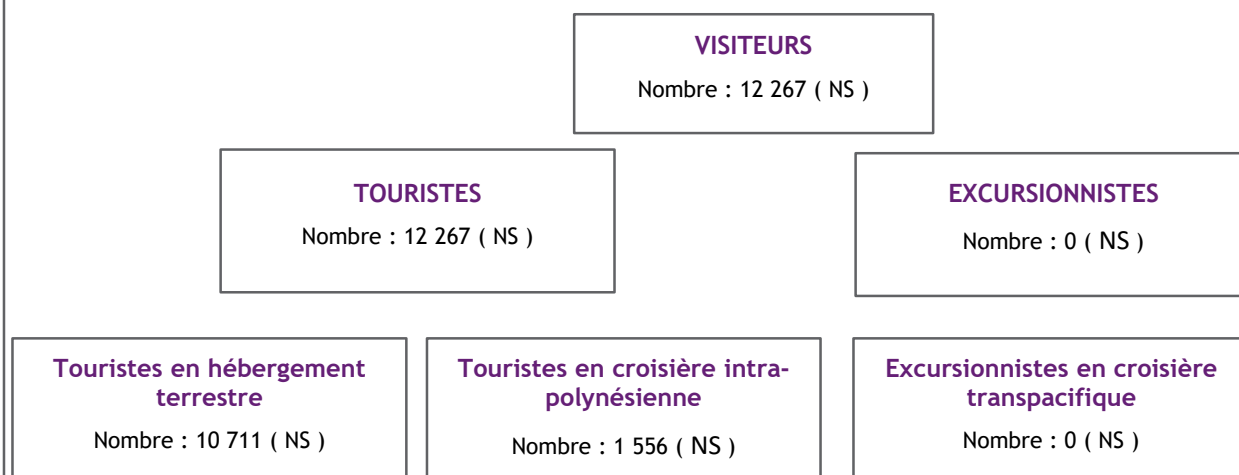 VISITEURS
Nombre : 12 267 ( NS )
TOURISTES
Nombre : 12 267 ( NS )
EXCURSIONNISTES
Nombre : 0 ( NS )
Touristes en hébergement
terrestre
Nombre : 10 711 ( NS )
Touristes en croisière intra-
polynésienne
Nombre : 1 556 ( NS )
Excursionnistes en croisière
transpacifique
Nombre : 0 ( NS )